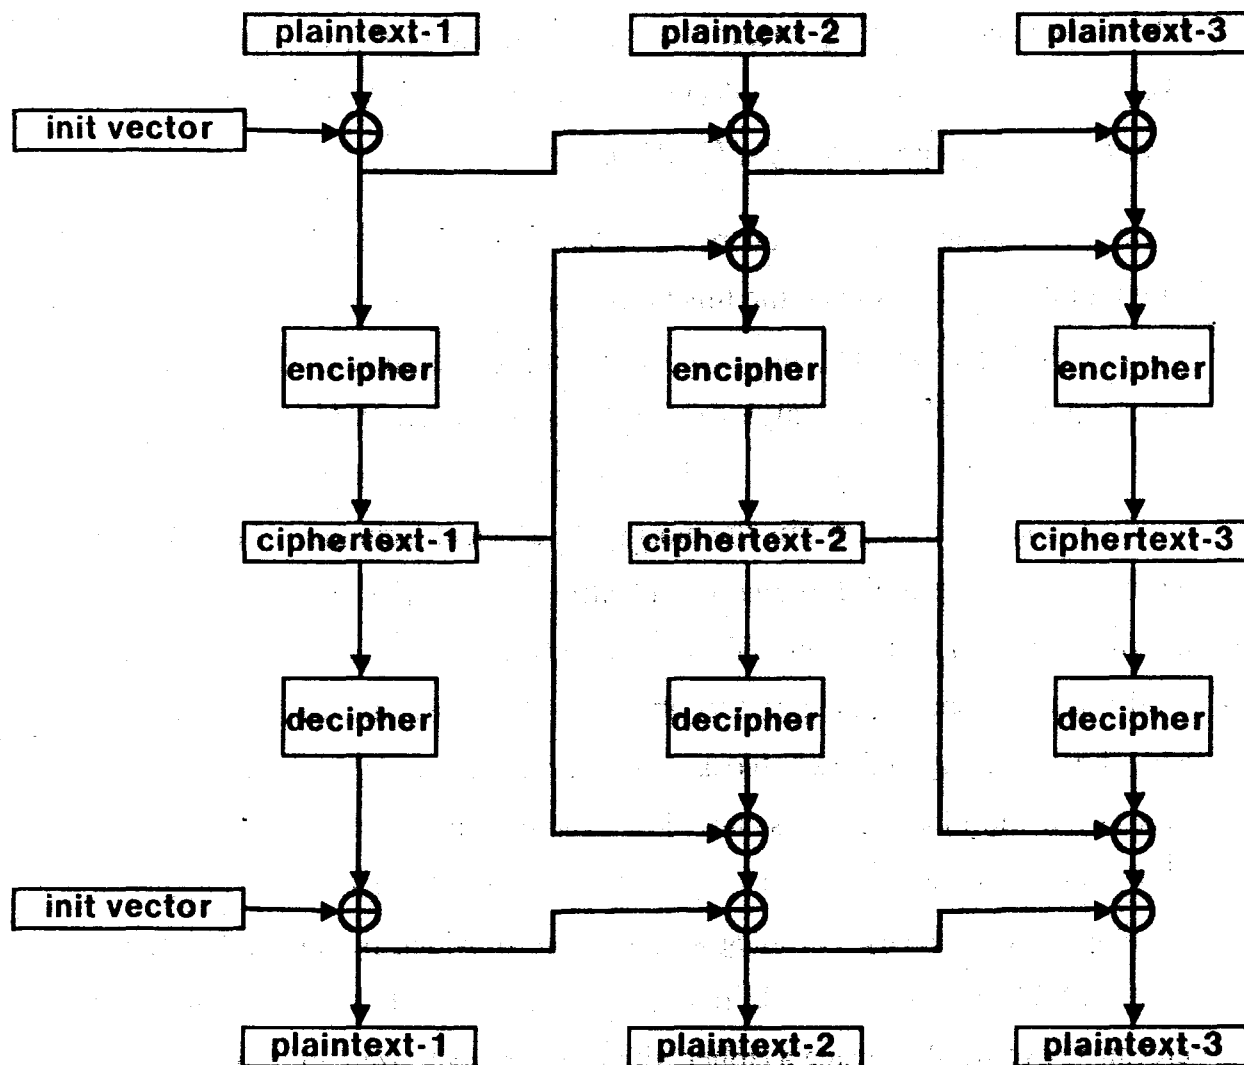 plaintext-1
plaintext-2
plaintext-3
init vector
encipher
encipher
encipher
ciphertext-1
ciphertext-2
ciphertext-3
decipher
decipher
decipher
init vector
plaintext-1
plaintext-2
plaintext-3